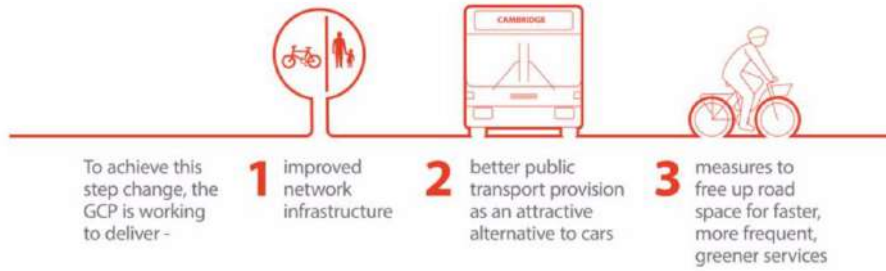 CAMBRIDGE
To achieve this
step change, the
GCP is working
to deliver -
1 improved
network
infrastructure
2 better public
transport provision
as an attractive
alternative to cars
3 measures to
free up road
space for faster,
more frequent,
greener services